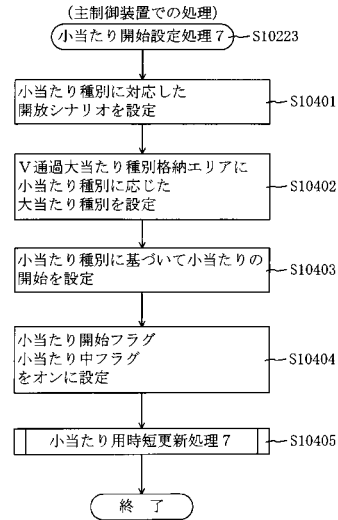 (主制御装置での処理)
小当たり開始設定処理7
S10223
小当たり種別に対応した
開放シナリオを設定
S10401
V通過大当たり種別格納エリアに
小当たり種別に応じた
大当たり種別を設定
S10402
小当たり種別に基づいて小当たりの
開始を設定
S10403
小当たり開始フラグ
小当たり中フラグ
をオンに設定
S10404
小当たり用時短更新処理7
S10405
終了